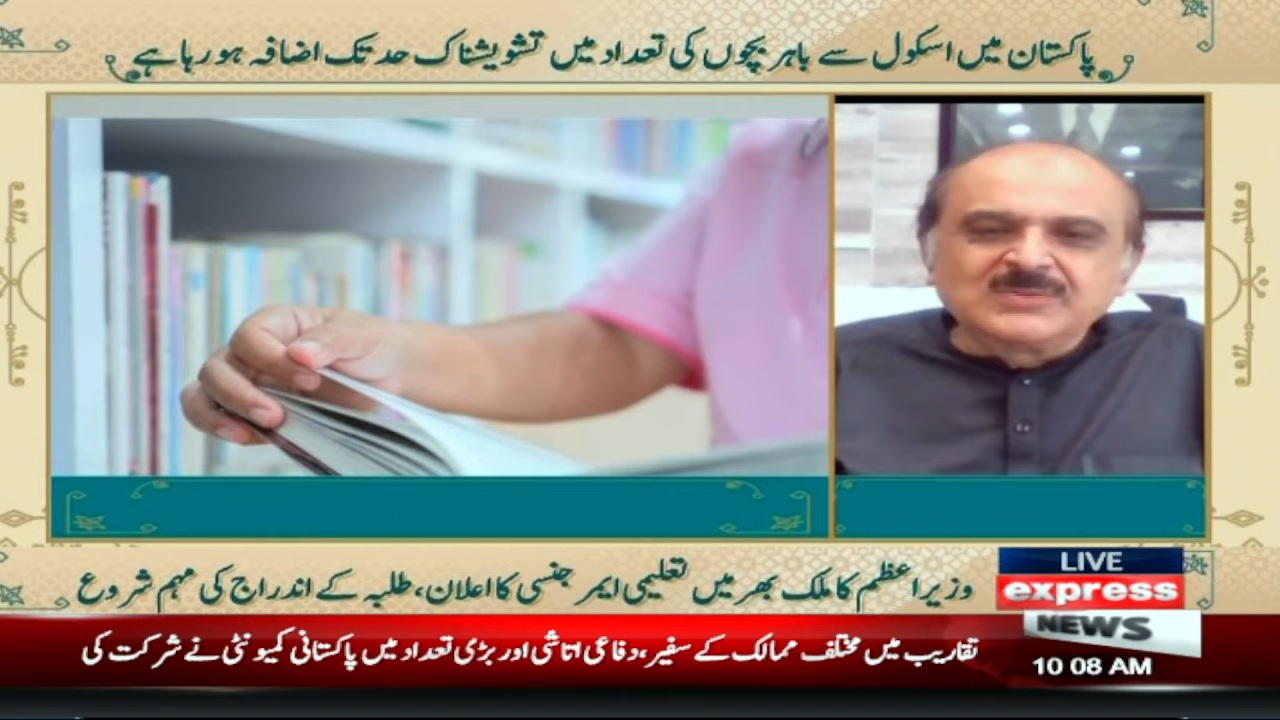 پاکستان میں اسکول سے باہر بچوں کی تعداد میں تشویشناک حد تک اضافہ ہو رہا ہے
وزیراعظم کا ملک بھر میں تعلیمی ایمرجنسی کا اعلان، طلبہ کے اندراج کی مہم شروع
LIVE
express
NEWS
تقاریب میں مختلف ممالک کے سفیر، دفاعی اتاشی اور بڑی تعداد میں پاکستانی کمیونٹی نے شرکت کی
10 08 AM